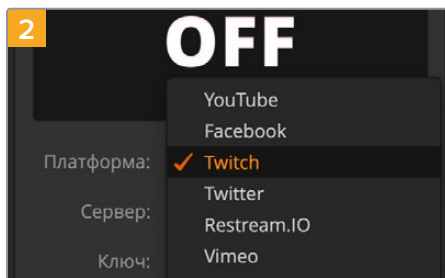 2
OFF
YouTube
Facebook
Платформа: ✓ Twitch
Twitter
Сервер:
Restream.IO
Ключ: Vimeo